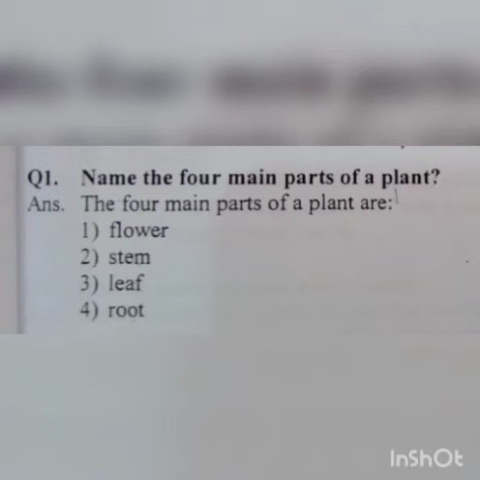 Q1. Name the four main parts of a plant?
Ans. The four main parts of a plant are:
1) flower
2) stem
3) leaf
4) root
InShOt